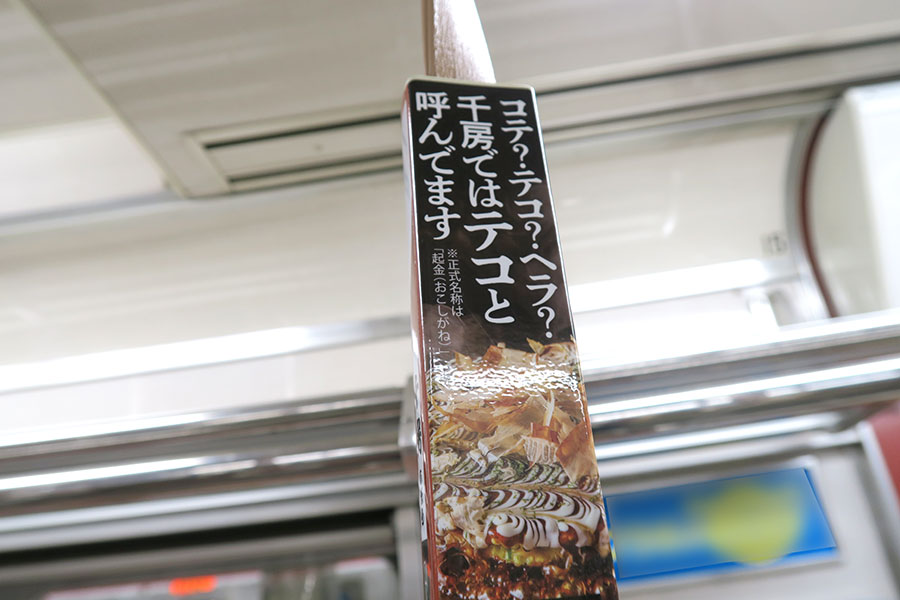 コテ?・テコ?・ヘラ?・
千房ではテコと
呼んでます
※正式名称は
「起金(おこしがね)」